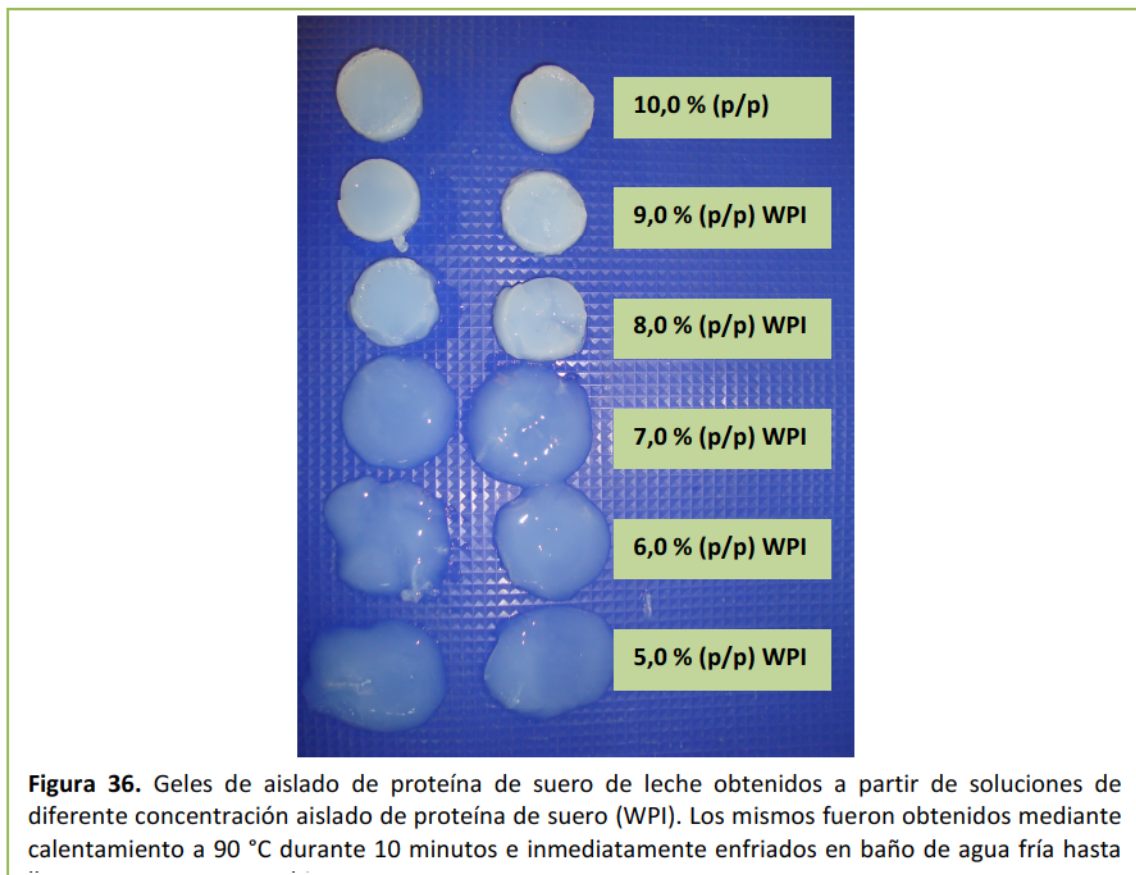 10,0 % (p/p)
9,0 % (p/p) WPI
8,0 % (p/p) WPI
7,0 % (p/p) WPI
6,0 % (p/p) WPI
5,0 % (p/p) WPI
Figura 36. Geles de aislado de proteína de suero de leche obtenidos a partir de soluciones de
diferente concentración aislado de proteína de suero (WPI). Los mismos fueron obtenidos mediante
calentamiento a 90 °C durante 10 minutos e inmediatamente enfriados en baño de agua fría hasta